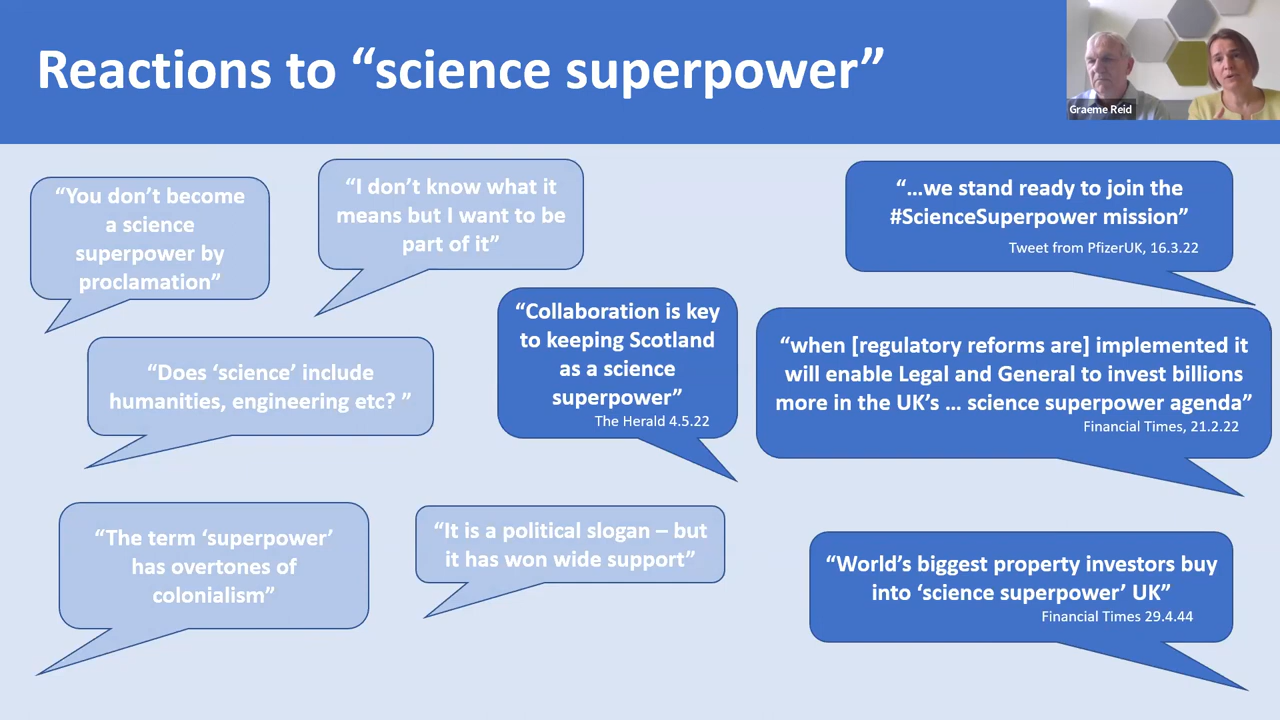 Reactions to “science superpower”
Graeme Reid
“You don’t become
a science
superpower by
proclamation”
“I don’t know what it
means but I want to be
part of it”
“…we stand ready to join the
#ScienceSuperpower mission”
Tweet from PfizerUK, 16.3.22
“Does ‘science’ include
humanities, engineering etc? ”
“Collaboration is key
to keeping Scotland
as a science
superpower”
The Herald 4.5.22
“when [regulatory reforms are] implemented it
will enable Legal and General to invest billions
more in the UK’s … science superpower agenda”
Financial Times, 21.2.22
“The term ‘superpower’
has overtones of
colonialism”
“It is a political slogan – but
it has won wide support”
“World’s biggest property investors buy
into ‘science superpower’ UK”
Financial Times 29.4.44